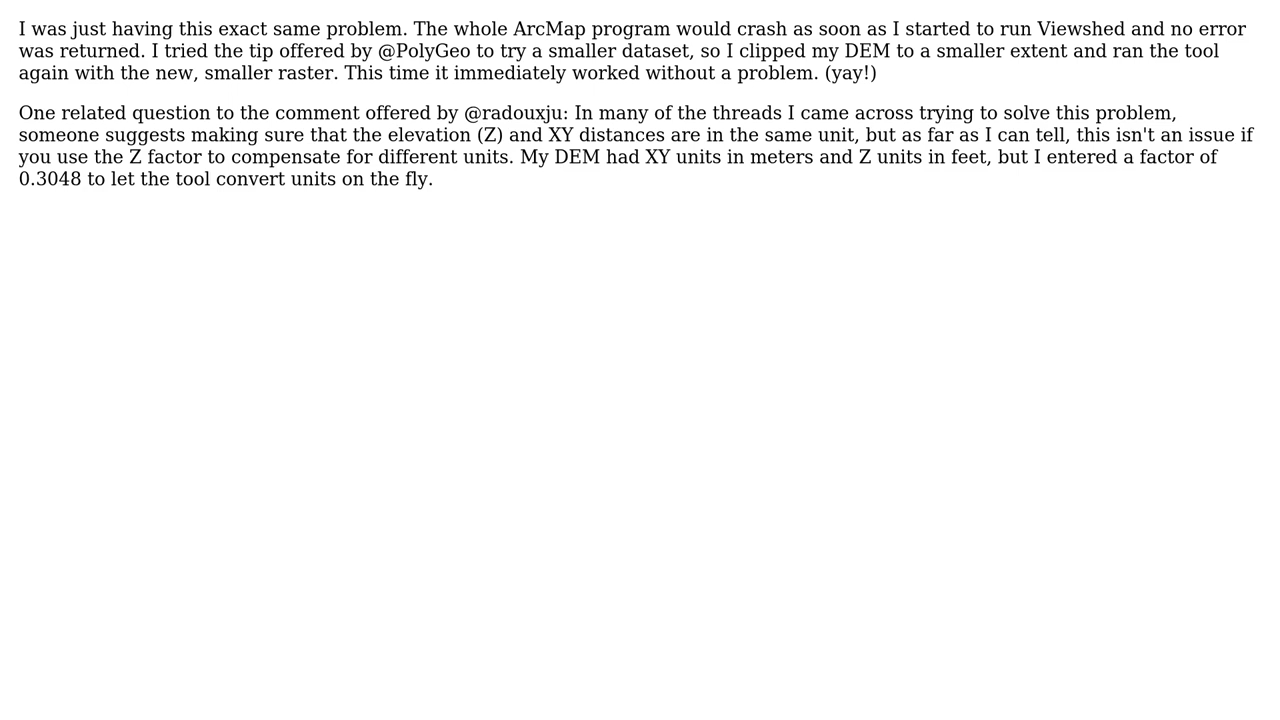 I was just having this exact same problem. The whole ArcMap program would crash as soon as I started to run Viewshed and no error
was returned. I tried the tip offered by @PolyGeo to try a smaller dataset, so I clipped my DEM to a smaller extent and ran the tool
again with the new, smaller raster. This time it immediately worked without a problem. (yay!)
One related question to the comment offered by @radouxju: In many of the threads I came across trying to solve this problem,
someone suggests making sure that the elevation (Z) and XY distances are in the same unit, but as far as I can tell, this isn't an issue if
you use the Z factor to compensate for different units. My DEM had XY units in meters and Z units in feet, but I entered a factor of
0.3048 to let the tool convert units on the fly.